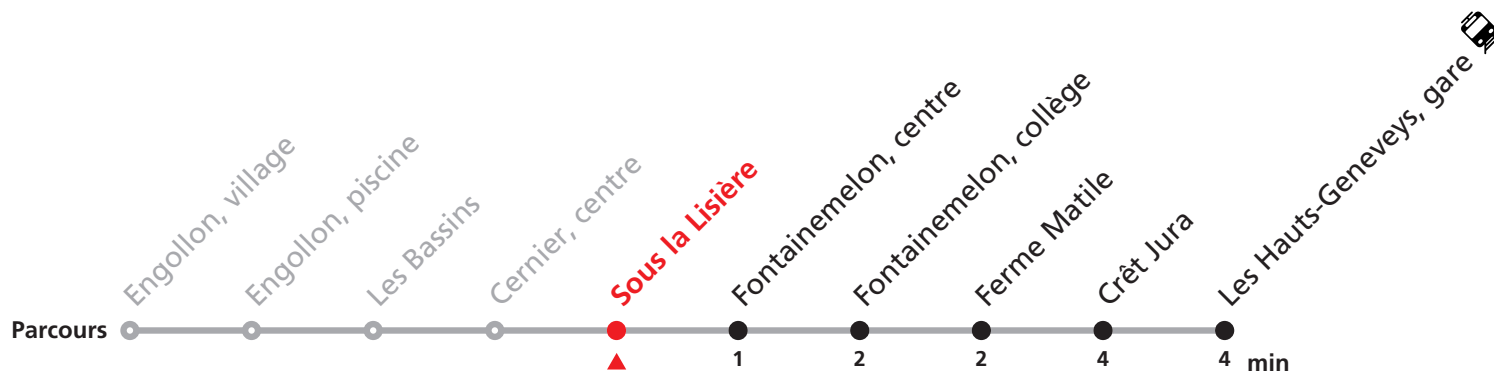 Engollon, village
Engollon, piscine
Les Bassins
Cernier, centre
Sous la Lisière
Fontainemelon, centre
Fontainemelon, collège
Ferme Matile
Crêt Jura
Les Hauts-Geneveys, gare
Parcours
1 2 2 4 4 min